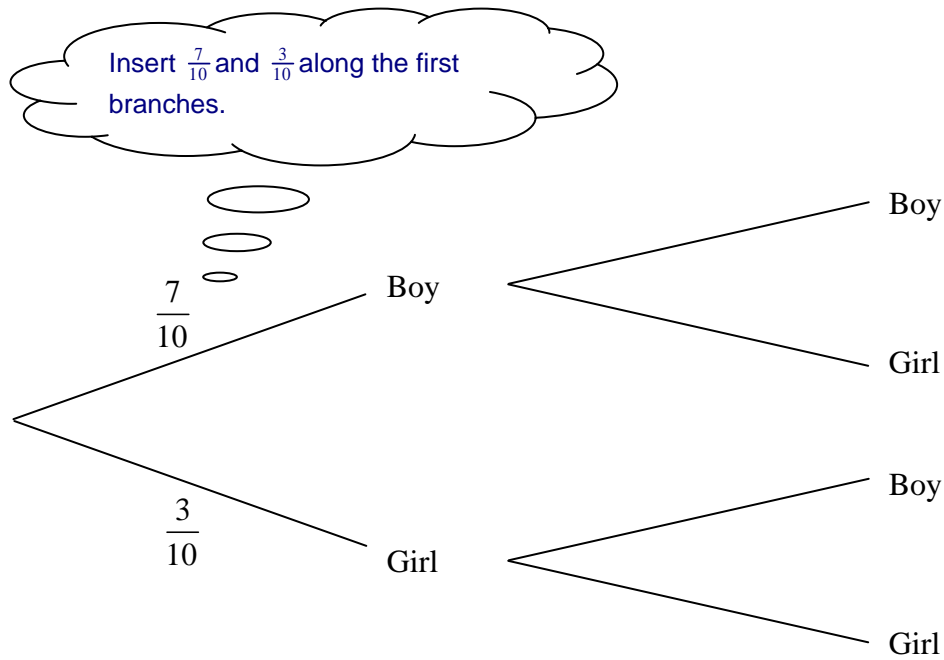 Insert 7/10 and 3/10 along the first
branches.
Boy
7/10
Boy
Girl
Boy
3/10
Girl
Girl